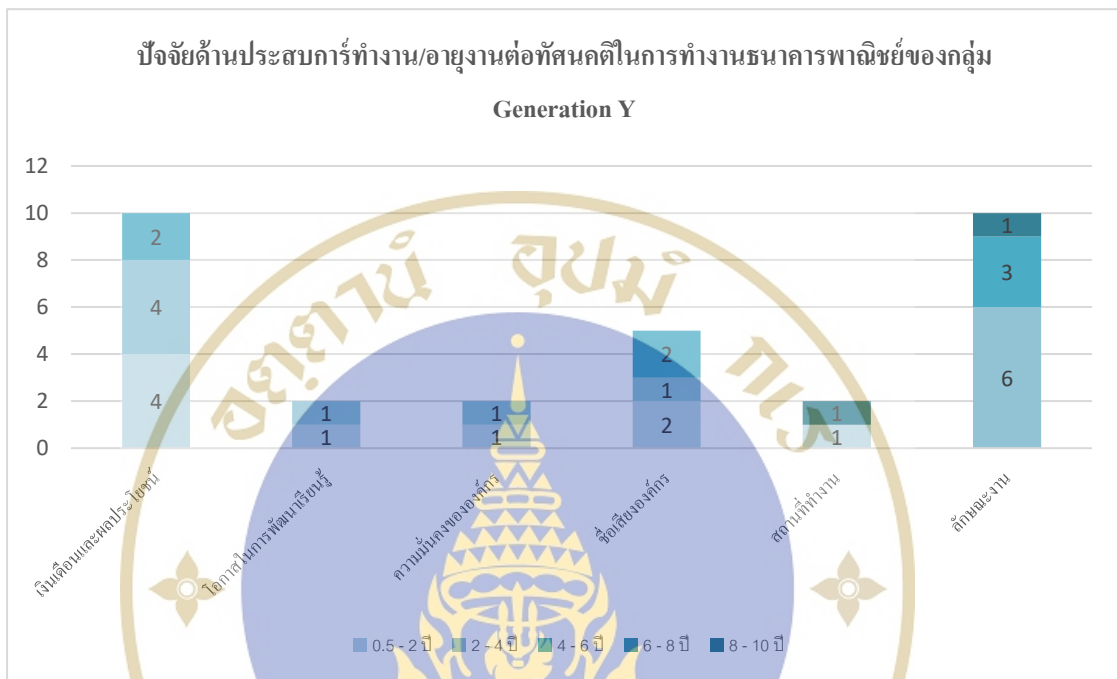 ปัจจัยด้านประสบการ์ทำงาน/อายุงานต่อทัศนคติในการทำงานธนาคารพาณิชย์ของกลุ่ม
Generation Y
12
10
8
6
4
2
0
2
4
4
1
1
1
1
2
1
2
1
1
1
3
6
เงินเดือนและผลประโยชน์
โอกาสในการพัฒนาเรียนรู้
ความมั่นคงขององค์กร
ชื่อเสียงองค์กร
สถานที่ทำงาน
ลักษณะงาน
0.5 - 2 ปี 2 - 4 ปี 4 - 6 ปี 6 - 8 ปี 8 - 10 ปี
อุปมํ